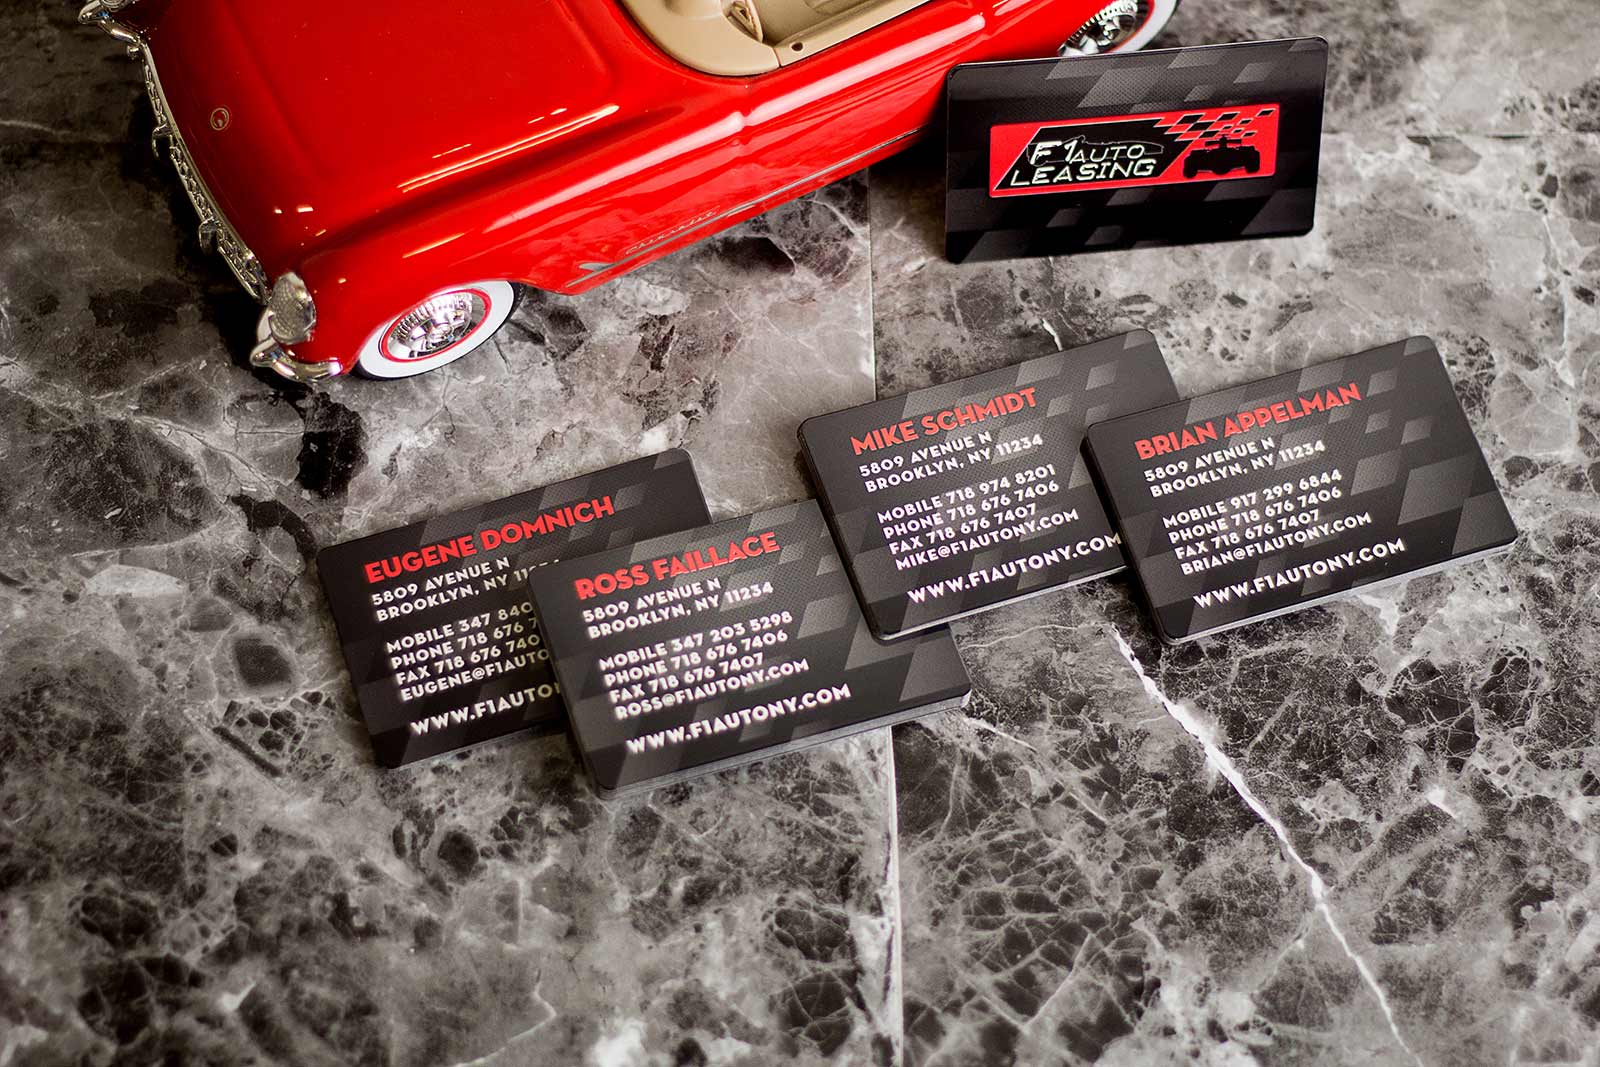 Chevrolet
F1 AUTO
LEASING
EUGENE DOMNICH
5809 AVENUE N
BROOKLYN, NY
MOBILE 347
PHONE 718 676
FAX 718 676
WWW.F1AUTO
ROSS FAILLACE
5809 AVENUE N
BROOKLYN, NY 11234
MOBILE 347 203 5298
PHONE 718 676 7406
FAX 718 676 7407
ROSS@F1AUTONY.COM
WWW.F1AUTONY.COM
MIKE SCHMIDT
5809 AVENUE N
BROOKLYN, NY 11234
MOBILE 718 974 8201
PHONE 718 676 7406
FAX 718 676 7407
MIKE@F1AUTONY.COM
WWW.F1AUTONY.COM
BRIAN APPELMAN
5809 AVENUE N
BROOKLYN, NY 11234
MOBILE 917 299 6844
PHONE 718 676 7406
FAX 718 676 7407
BRIAN@F1AUTONY.COM
WWW.F1AUTONY.COM